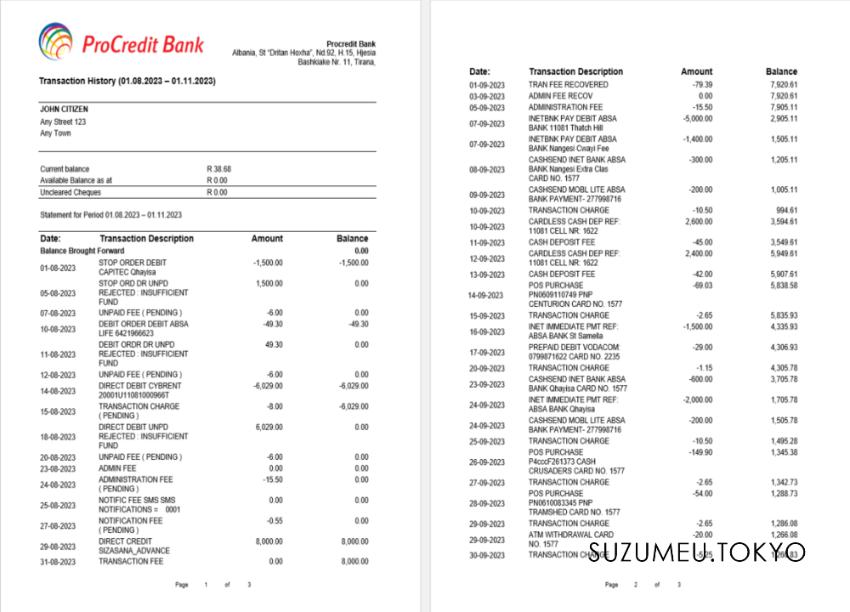 ProCredit Bank
Procredit Bank
Albania, St "Dritan Hoxha", Nd.92, H.15, Hjesia
Bashkiake Nr. 11, Tirana,
Transaction History (01.08.2023 – 01.11.2023)
JOHN CITIZEN
Any Street 123
Any Town
Current balance R 38.68
Available Balance as at R 0.00
Uncleared Cheques R 0.00
Statement for Period 01.08.2023 – 01.11.2023
Date: Transaction Description Amount Balance
Balance Brought Forward 0.00
01-08-2023 STOP ORDER DEBIT -1,500.00 -1,500.00
CAPITEC Qhayisa
05-08-2023 STOP ORD DR UNPD 1,500.00 0.00
REJECTED : INSUFFICIENT
FUND
07-08-2023 UNPAID FEE ( PENDING ) -6.00 0.00
10-08-2023 DEBIT ORDER DEBIT ABSA -49.30 -49.30
LIFE 6421966623
11-08-2023 DEBIT ORDR DR UNPD 49.30 0.00
REJECTED : INSUFFICIENT
FUND
12-08-2023 UNPAID FEE ( PENDING ) -6.00 0.00
14-08-2023 DIRECT DEBIT CYBRENT -6,029.00 -6,029.00
20001U11081000966T
15-08-2023 TRANSACTION CHARGE -8.00 -6,029.00
( PENDING )
18-08-2023 DIRECT DEBIT UNPD 6,029.00 0.00
REJECTED : INSUFFICIENT
FUND
20-08-2023 UNPAID FEE ( PENDING ) -6.00 0.00
23-08-2023 ADMIN FEE 0.00 0.00
24-08-2023 ADMINISTRATION FEE -15.50 0.00
( PENDING )
25-08-2023 NOTIFIC FEE SMS SMS 0.00 0.00
NOTIFICATIONS = 0001
27-08-2023 NOTIFICATION FEE -0.55 0.00
( PENDING )
29-08-2023 DIRECT CREDIT 8,000.00 8,000.00
SIZASANA_ADVANCE
31-08-2023 TRANSACTION FEE 0.00 8,000.00
Page 1 of 3
Date: Transaction Description Amount Balance
01-09-2023 TRAN FEE RECOVERED -79.39 7,920.61
03-09-2023 ADMIN FEE RECOV 0.00 7,920.61
05-09-2023 ADMINISTRATION FEE -15.50 7,905.11
07-09-2023 INETBNK PAY DEBIT ABSA -5,000.00 2,905.11
BANK 11081 Thatch Hill
07-09-2023 INETBNK PAY DEBIT ABSA -1,400.00 1,505.11
BANK Nangesi Cwayi Fee
08-09-2023 CASHSEND INET BANK ABSA -300.00 1,205.11
BANK Nangesi Extra Clas
CARD NO. 1577
09-09-2023 CASHSEND MOBL LITE ABSA -200.00 1,005.11
BANK PAYMENT- 277998716
10-09-2023 TRANSACTION CHARGE -10.50 994.61
10-09-2023 CARDLESS CASH DEP REF: 2,600.00 3,594.61
11081 CELL NR: 1622
11-09-2023 CASH DEPOSIT FEE -45.00 3,549.61
12-09-2023 CARDLESS CASH DEP REF: 2,400.00 5,949.61
11081 CELL NR: 1622
13-09-2023 CASH DEPOSIT FEE -42.00 5,907.61
14-09-2023 POS PURCHASE -69.03 5,838.58
PN0609110749 PNP
CENTURION CARD NO. 1577
15-09-2023 TRANSACTION CHARGE -2.65 5,835.93
16-09-2023 INET IMMEDIATE PMT REF: -1,500.00 4,335.93
ABSA BANK St Samelia
17-09-2023 PREPAID DEBIT VODACOM: -29.00 4,306.93
0799871622 CARD NO. 2235
20-09-2023 TRANSACTION CHARGE -1.15 4,305.78
23-09-2023 CASHSEND INET BANK ABSA -600.00 3,705.78
BANK Qhayisa CARD NO. 1577
24-09-2023 INET IMMEDIATE PMT REF: -2,000.00 1,705.78
ABSA BANK Qhayisa
24-09-2023 CASHSEND MOBL LITE ABSA -200.00 1,505.78
BANK PAYMENT- 277998716
25-09-2023 TRANSACTION CHARGE -10.50 1,495.28
26-09-2023 POS PURCHASE -149.90 1,345.38
P4cccF261373 CASH
CRUSADERS CARD NO. 1577
27-09-2023 TRANSACTION CHARGE -2.65 1,342.73
28-09-2023 POS PURCHASE -54.00 1,288.73
PN0610083345 PNP
TRAMSHED CARD NO. 1577
29-09-2023 TRANSACTION CHARGE -2.65 1,286.08
29-09-2023 ATM WITHDRAWAL CARD -20.00 1,266.08
NO. 1577
30-09-2023 TRANSACTION
SUZUMEU.TOKYO
Page 2 of 3